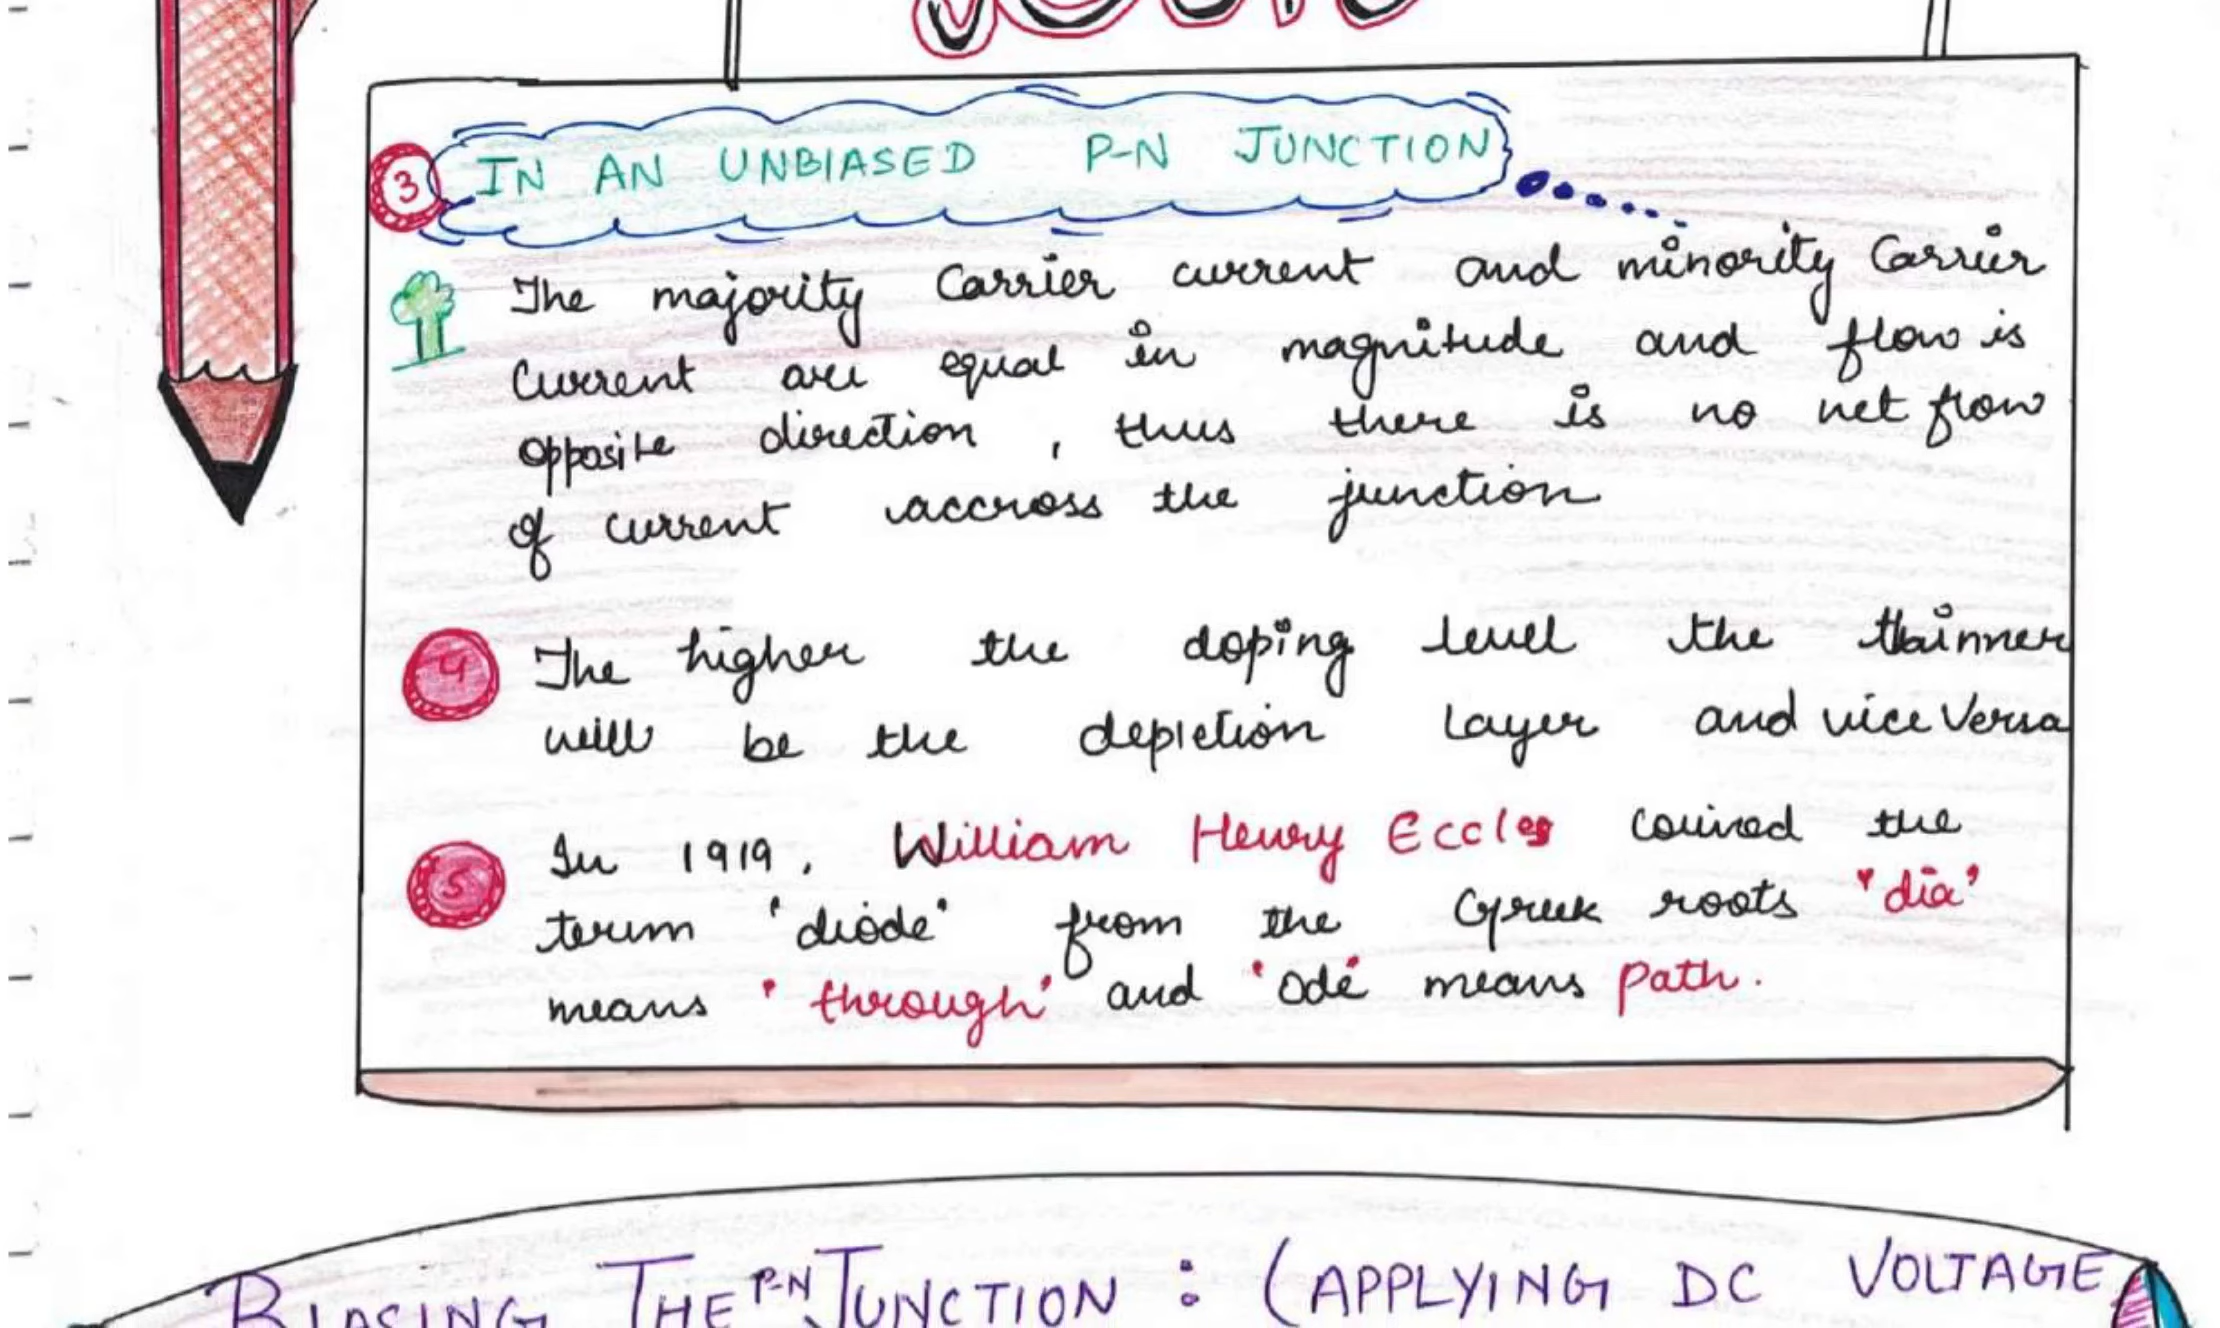 3 IN AN UNBIASED P-N JUNCTION
The majority Carrier current and minority Carrier
Current are equal in magnitude and flow is
opposite direction, thus there is no net flow
of current accross the junction
4 The higher the doping level the thinner
will be the depletion Layer and vice Versa
5 In 1919, William Henry Eccles coined the
term 'diode' from the Greek roots 'dia'
means 'through' and 'ode' means path.
BIASING THE P-N JUNCTION : (APPLYING DC VOLTAGE